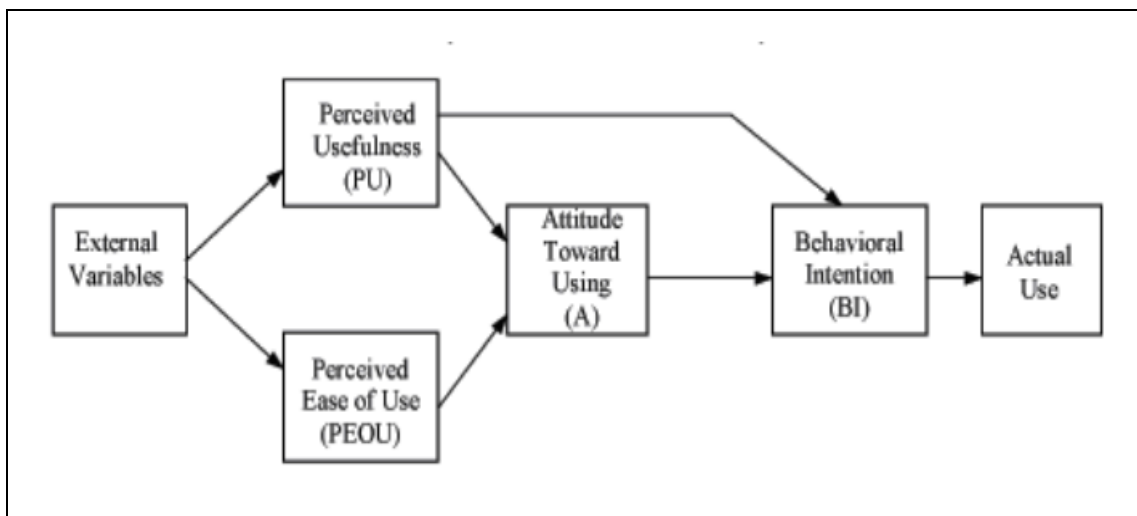 External
Variables
Perceived
Usefulness
(PU)
Perceived
Ease of Use
(PEOU)
Attitude
Toward
Using
(A)
Behavioral
Intention
(BI)
Actual
Use